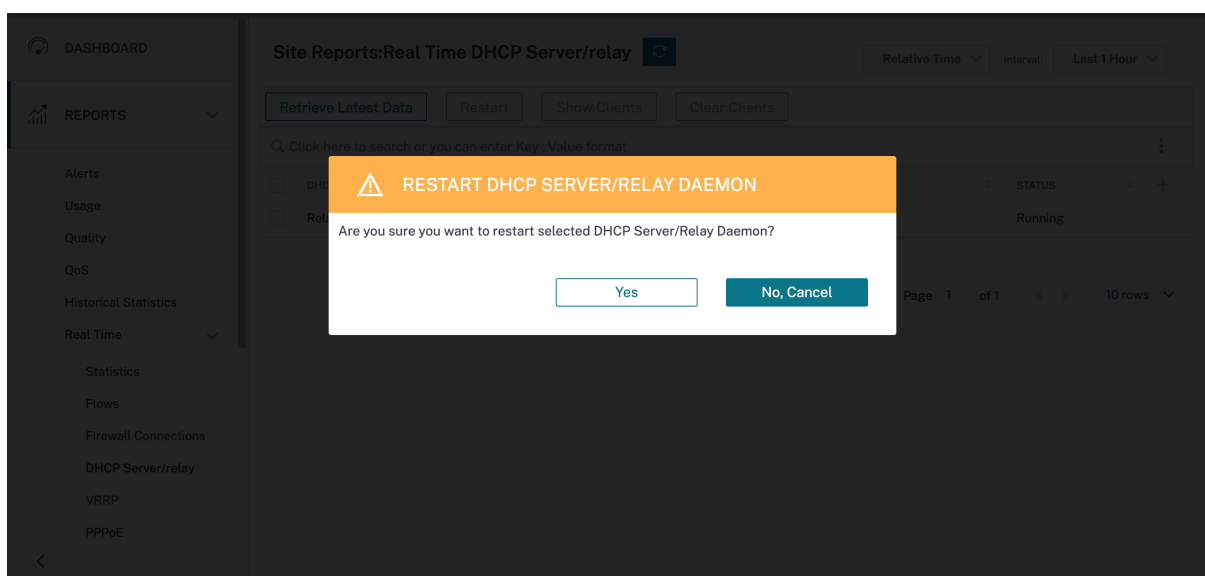 DASHBOARD
Site Reports:Real Time DHCP Server/relay
Relative Time
Interval:
Last 1 Hour
REPORTS
Retrieve Latest Data
Restart
Show Clients
Clear Clients
Click here to search or you can enter Key : Value format
RESTART DHCP SERVER/RELAY DAEMON
Are you sure you want to restart selected DHCP Server/Relay Daemon?
Yes
No, Cancel
DHC
STATUS
Rel
Running
Page 1 of 1
10 rows
Alerts
Usage
Quality
QoS
Historical Statistics
Real Time
Statistics
Flows
Firewall Connections
DHCP Server/relay
VRRP
PPPoE